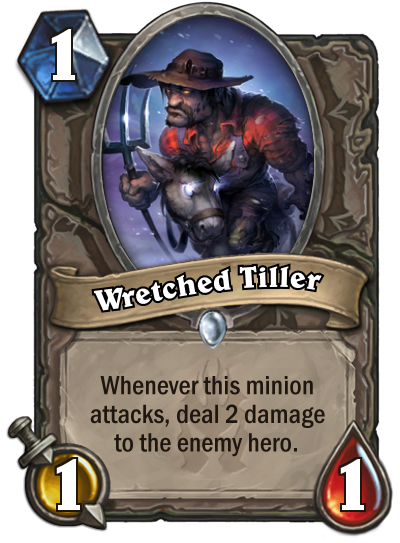 1
Wretched Tiller
Whenever this minion
attacks, deal 2 damage
to the enemy hero.
1
1